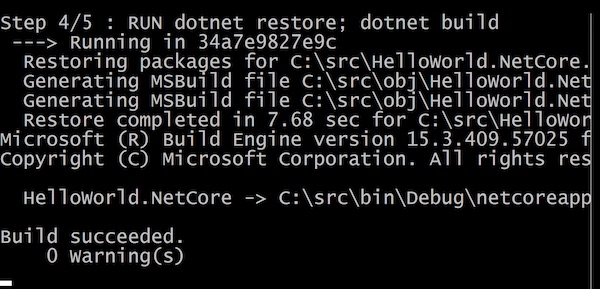 Step 4/5 : RUN dotnet restore; dotnet build
---> Running in 34a7e9827e9c
Restoring packages for C:\src\HelloWorld.NetCore.
Generating MSBuild file C:\src\obj\HelloWorld.Net
Generating MSBuild file C:\src\obj\HelloWorld.Net
Restore completed in 7.68 sec for C:\src\HelloWor
Microsoft (R) Build Engine version 15.3.409.57025 f
Copyright (C) Microsoft Corporation. All rights res
HelloWorld.NetCore -> C:\src\bin\Debug\netcoreapp
Build succeeded.
0 Warning(s)